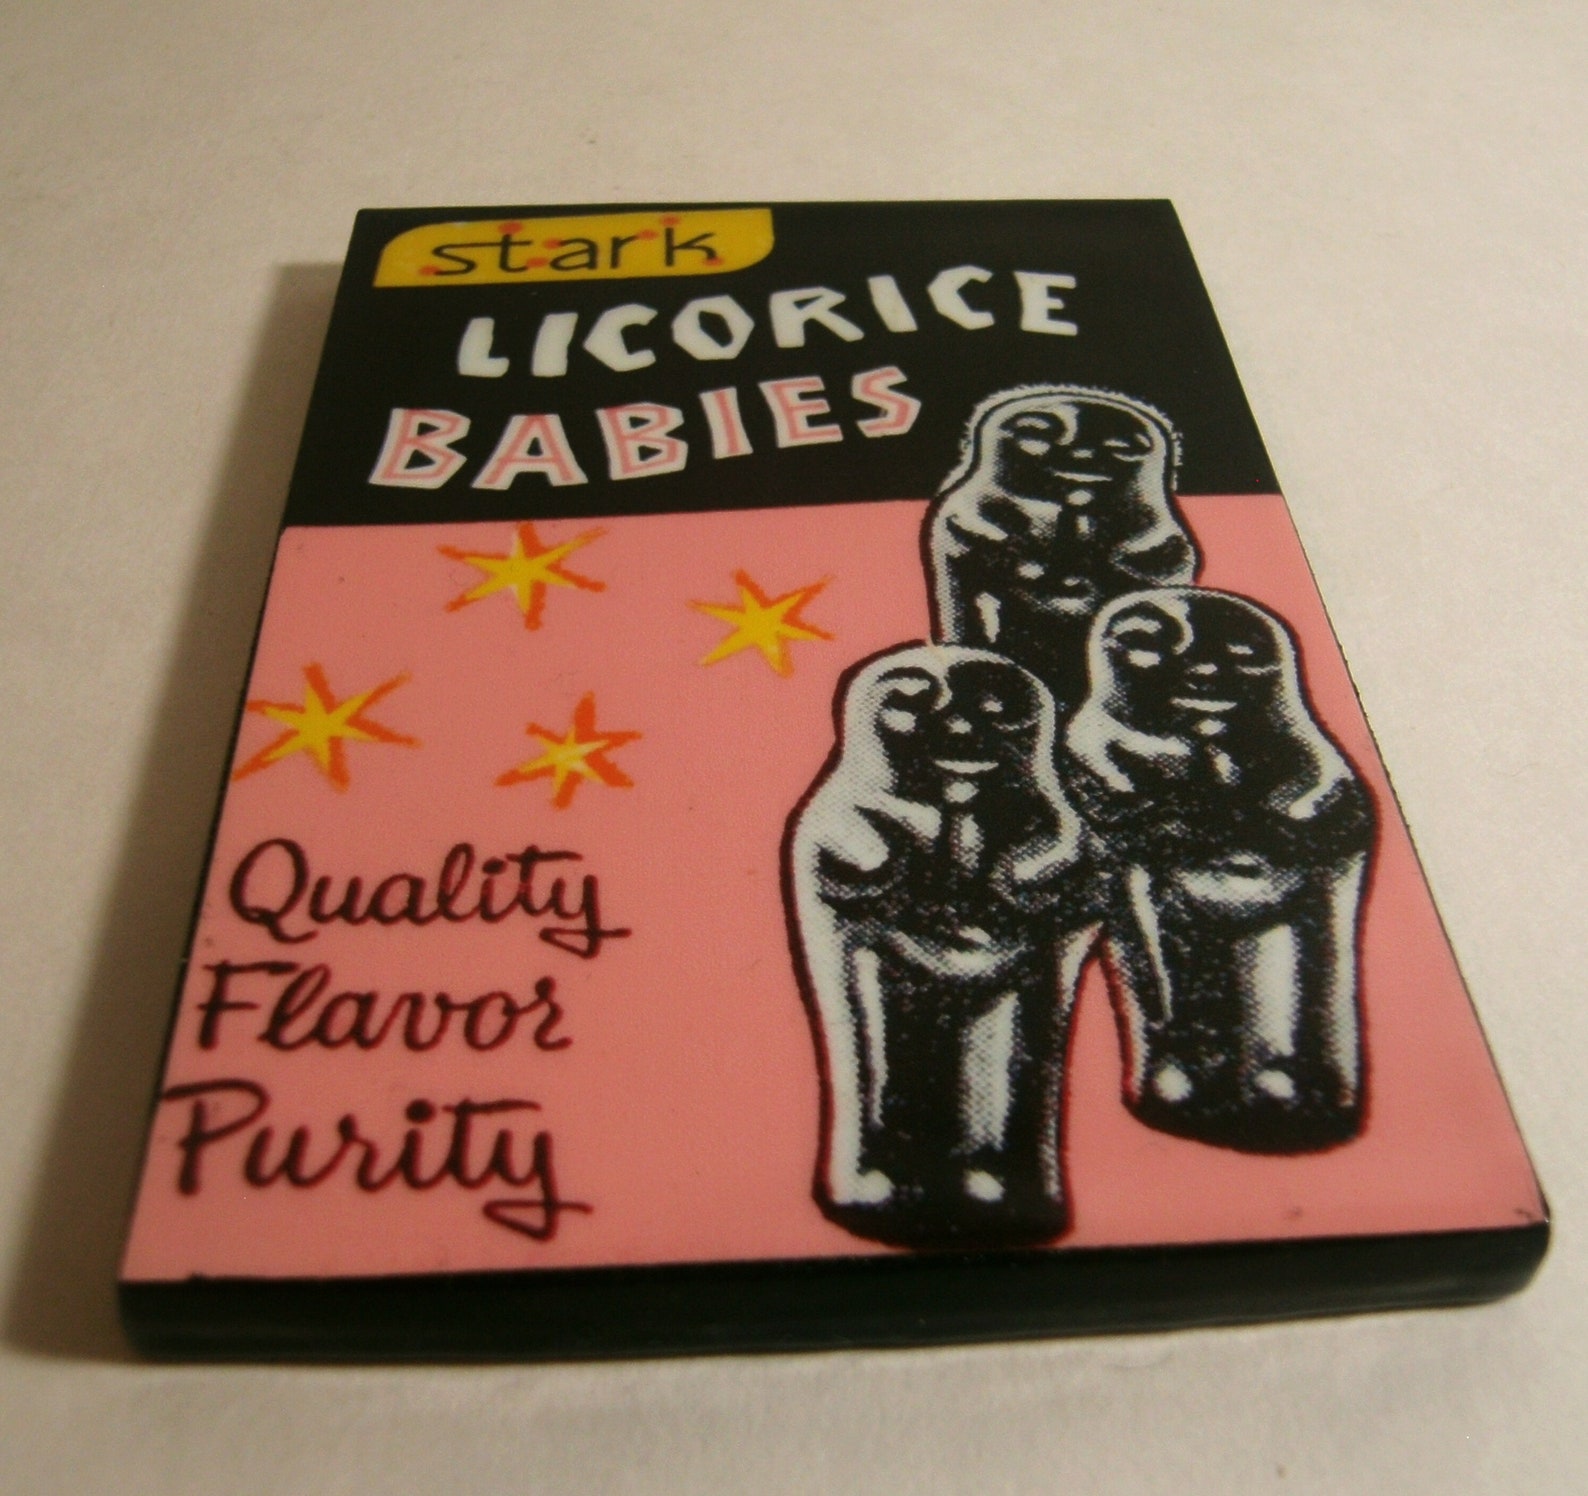 stark
LICORICE
BABIES
Quality
Flavor
Purity